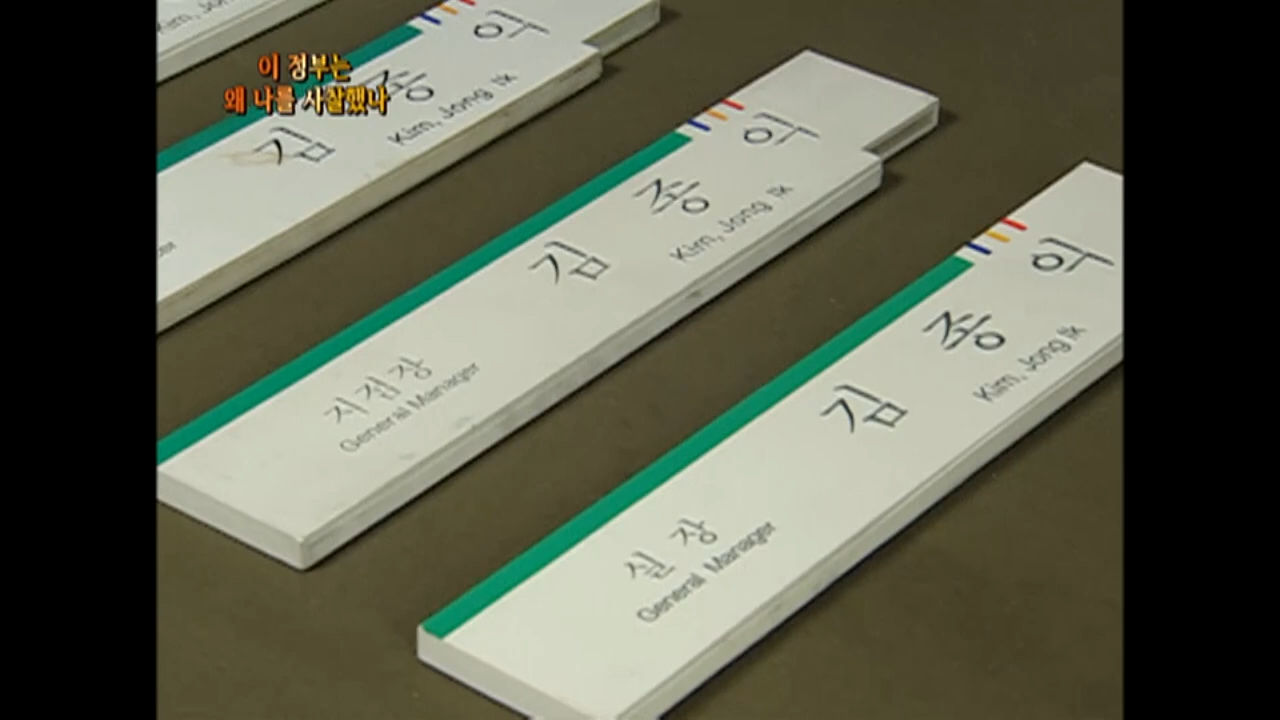 이 정부는
왜 나를 사찰했나
Kim, Jon
김 종 익
Kim, Jong Ik
김 종 익
Kim, Jong Ik
지점장
General Manager
김 종 익
Kim, Jong Ik
실 장
General Manager